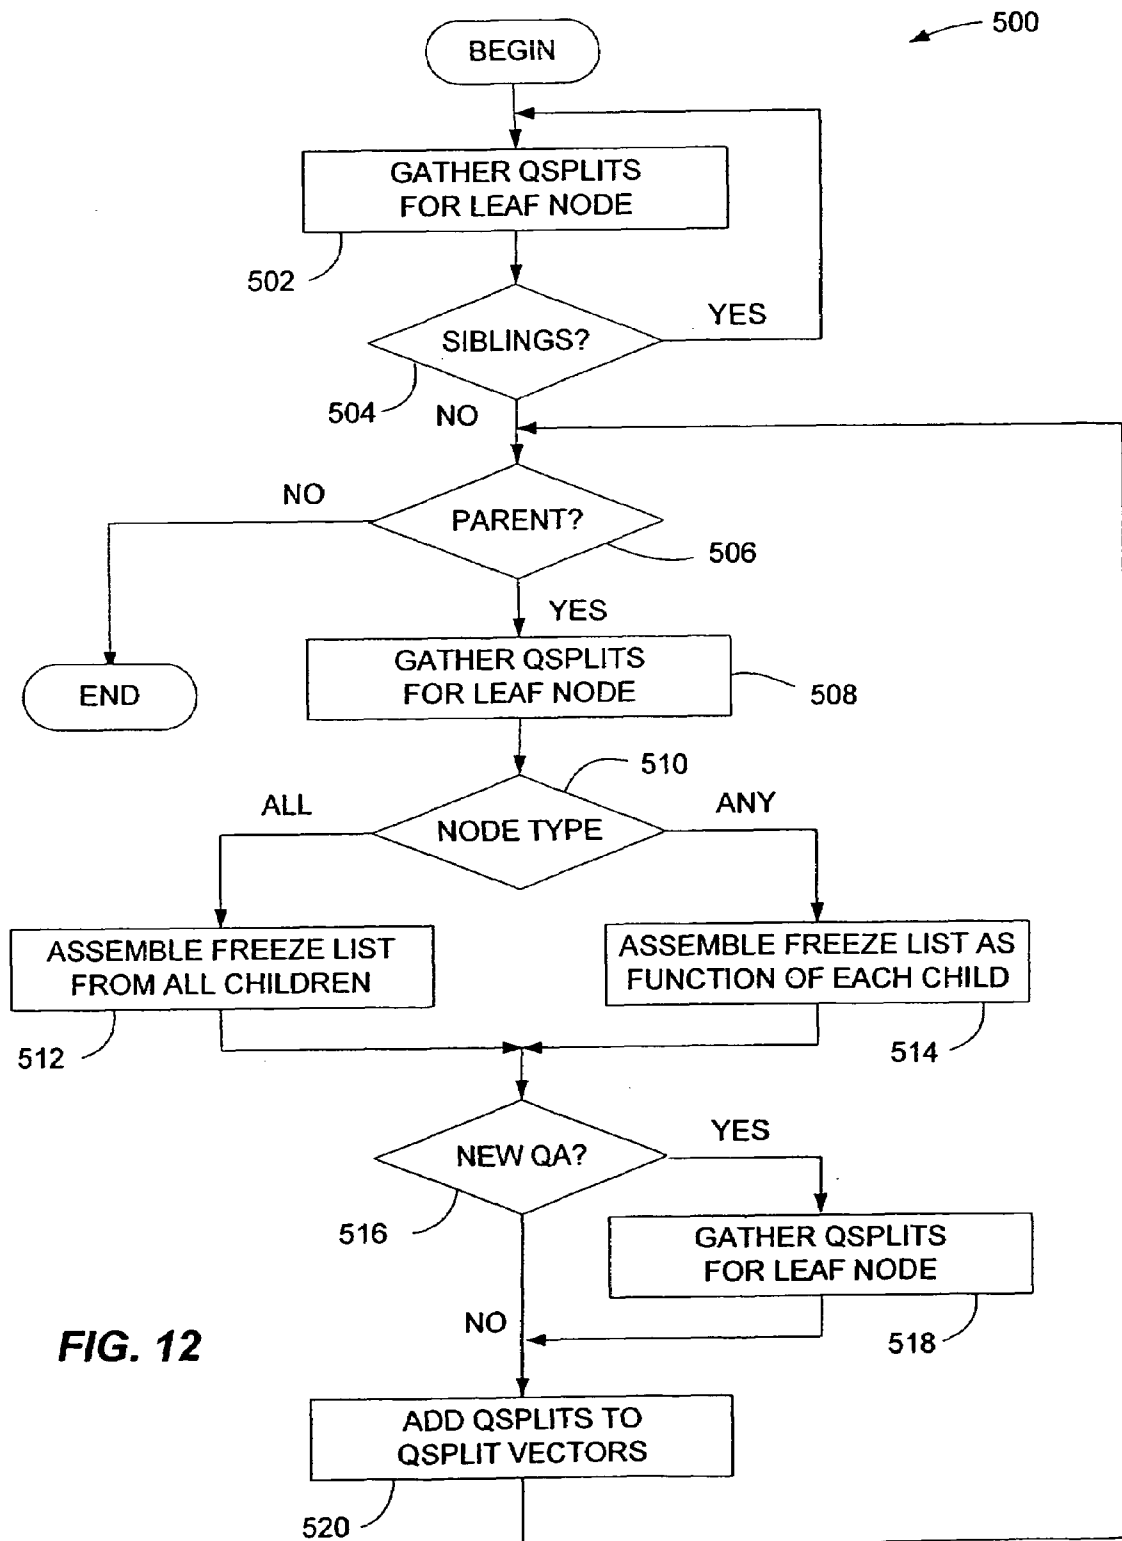 500
BEGIN
GATHER QSPLITS
FOR LEAF NODE
502
SIBLINGS?
YES
504
NO
PARENT?
NO
506
YES
END
GATHER QSPLITS
FOR LEAF NODE
508
510
NODE TYPE
ALL
ANY
ASSEMBLE FREEZE LIST
FROM ALL CHILDREN
512
ASSEMBLE FREEZE LIST AS
FUNCTION OF EACH CHILD
514
NEW QA?
YES
516
GATHER QSPLITS
FOR LEAF NODE
518
NO
FIG. 12
ADD QSPLITS TO
QSPLIT VECTORS
520